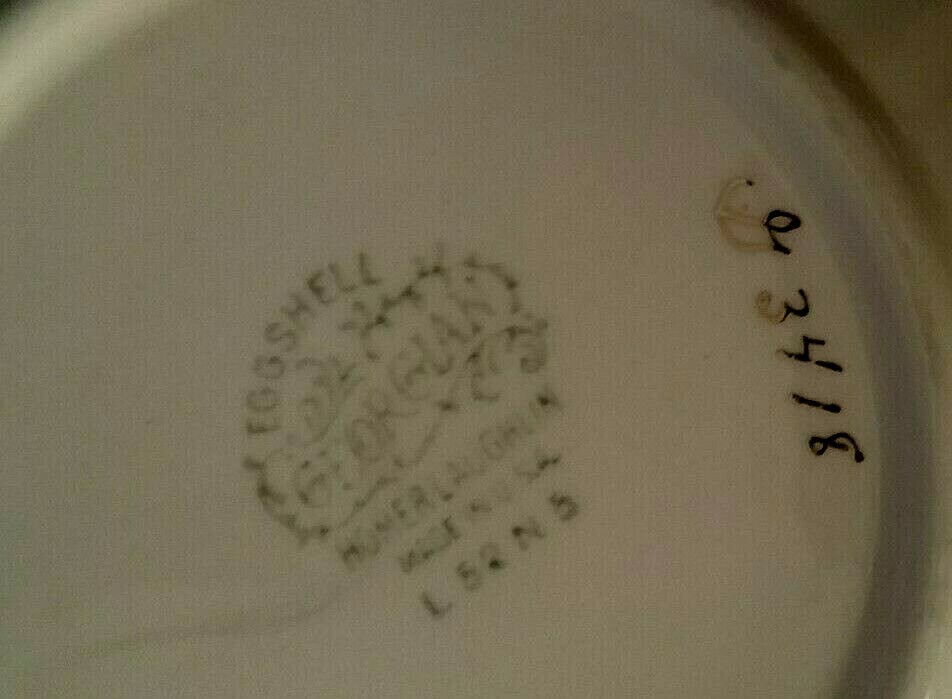 EGGSHELL
GEORGIAN
HOMER LAUGHLIN
MADE IN U.S.A.
L 52 N 5
a 3418